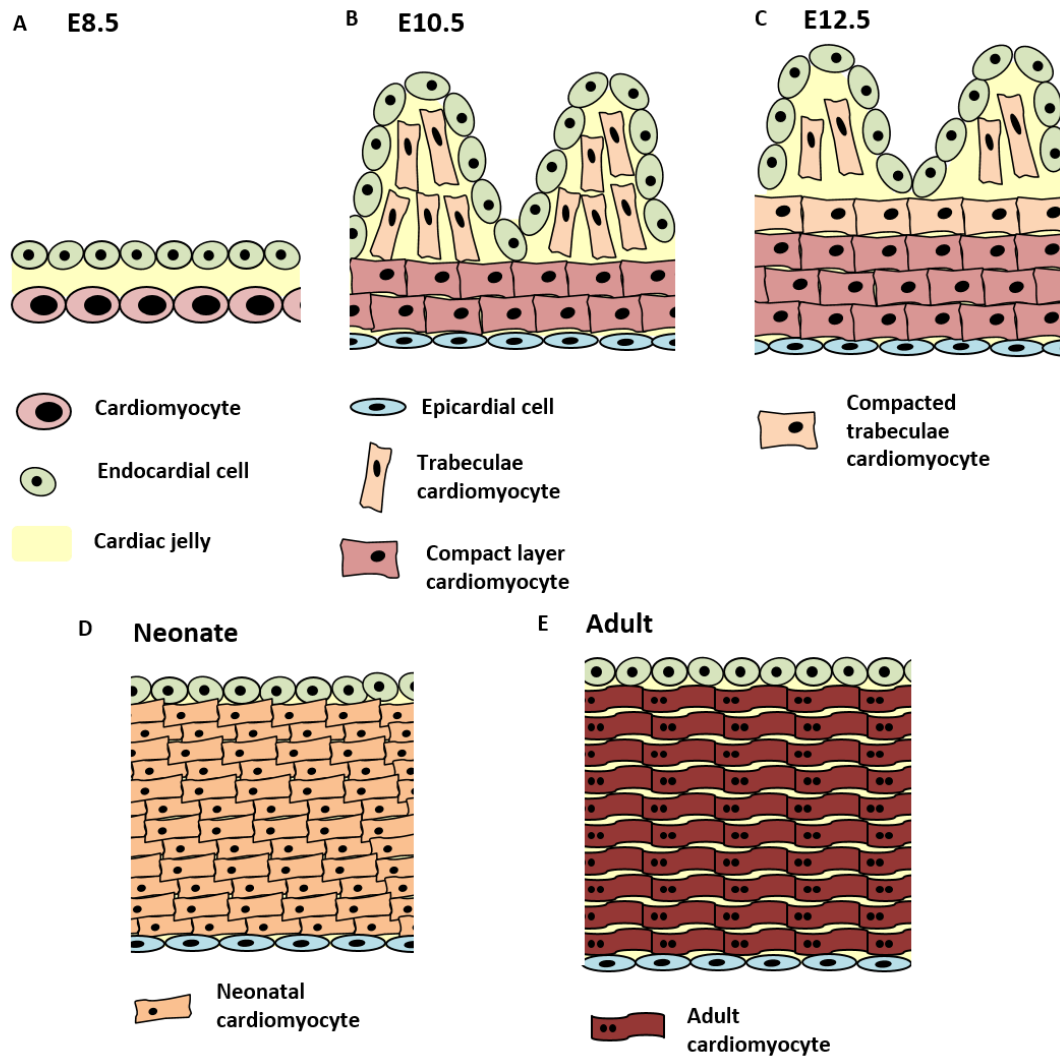 A E8.5
B E10.5
C E12.5
Cardiomyocyte
Endocardial cell
Cardiac jelly
Epicardial cell
Trabeculae
cardiomyocyte
Compact layer
cardiomyocyte
Compacted
trabeculae
cardiomyocyte
D Neonate
E Adult
Neonatal
cardiomyocyte
Adult
cardiomyocyte